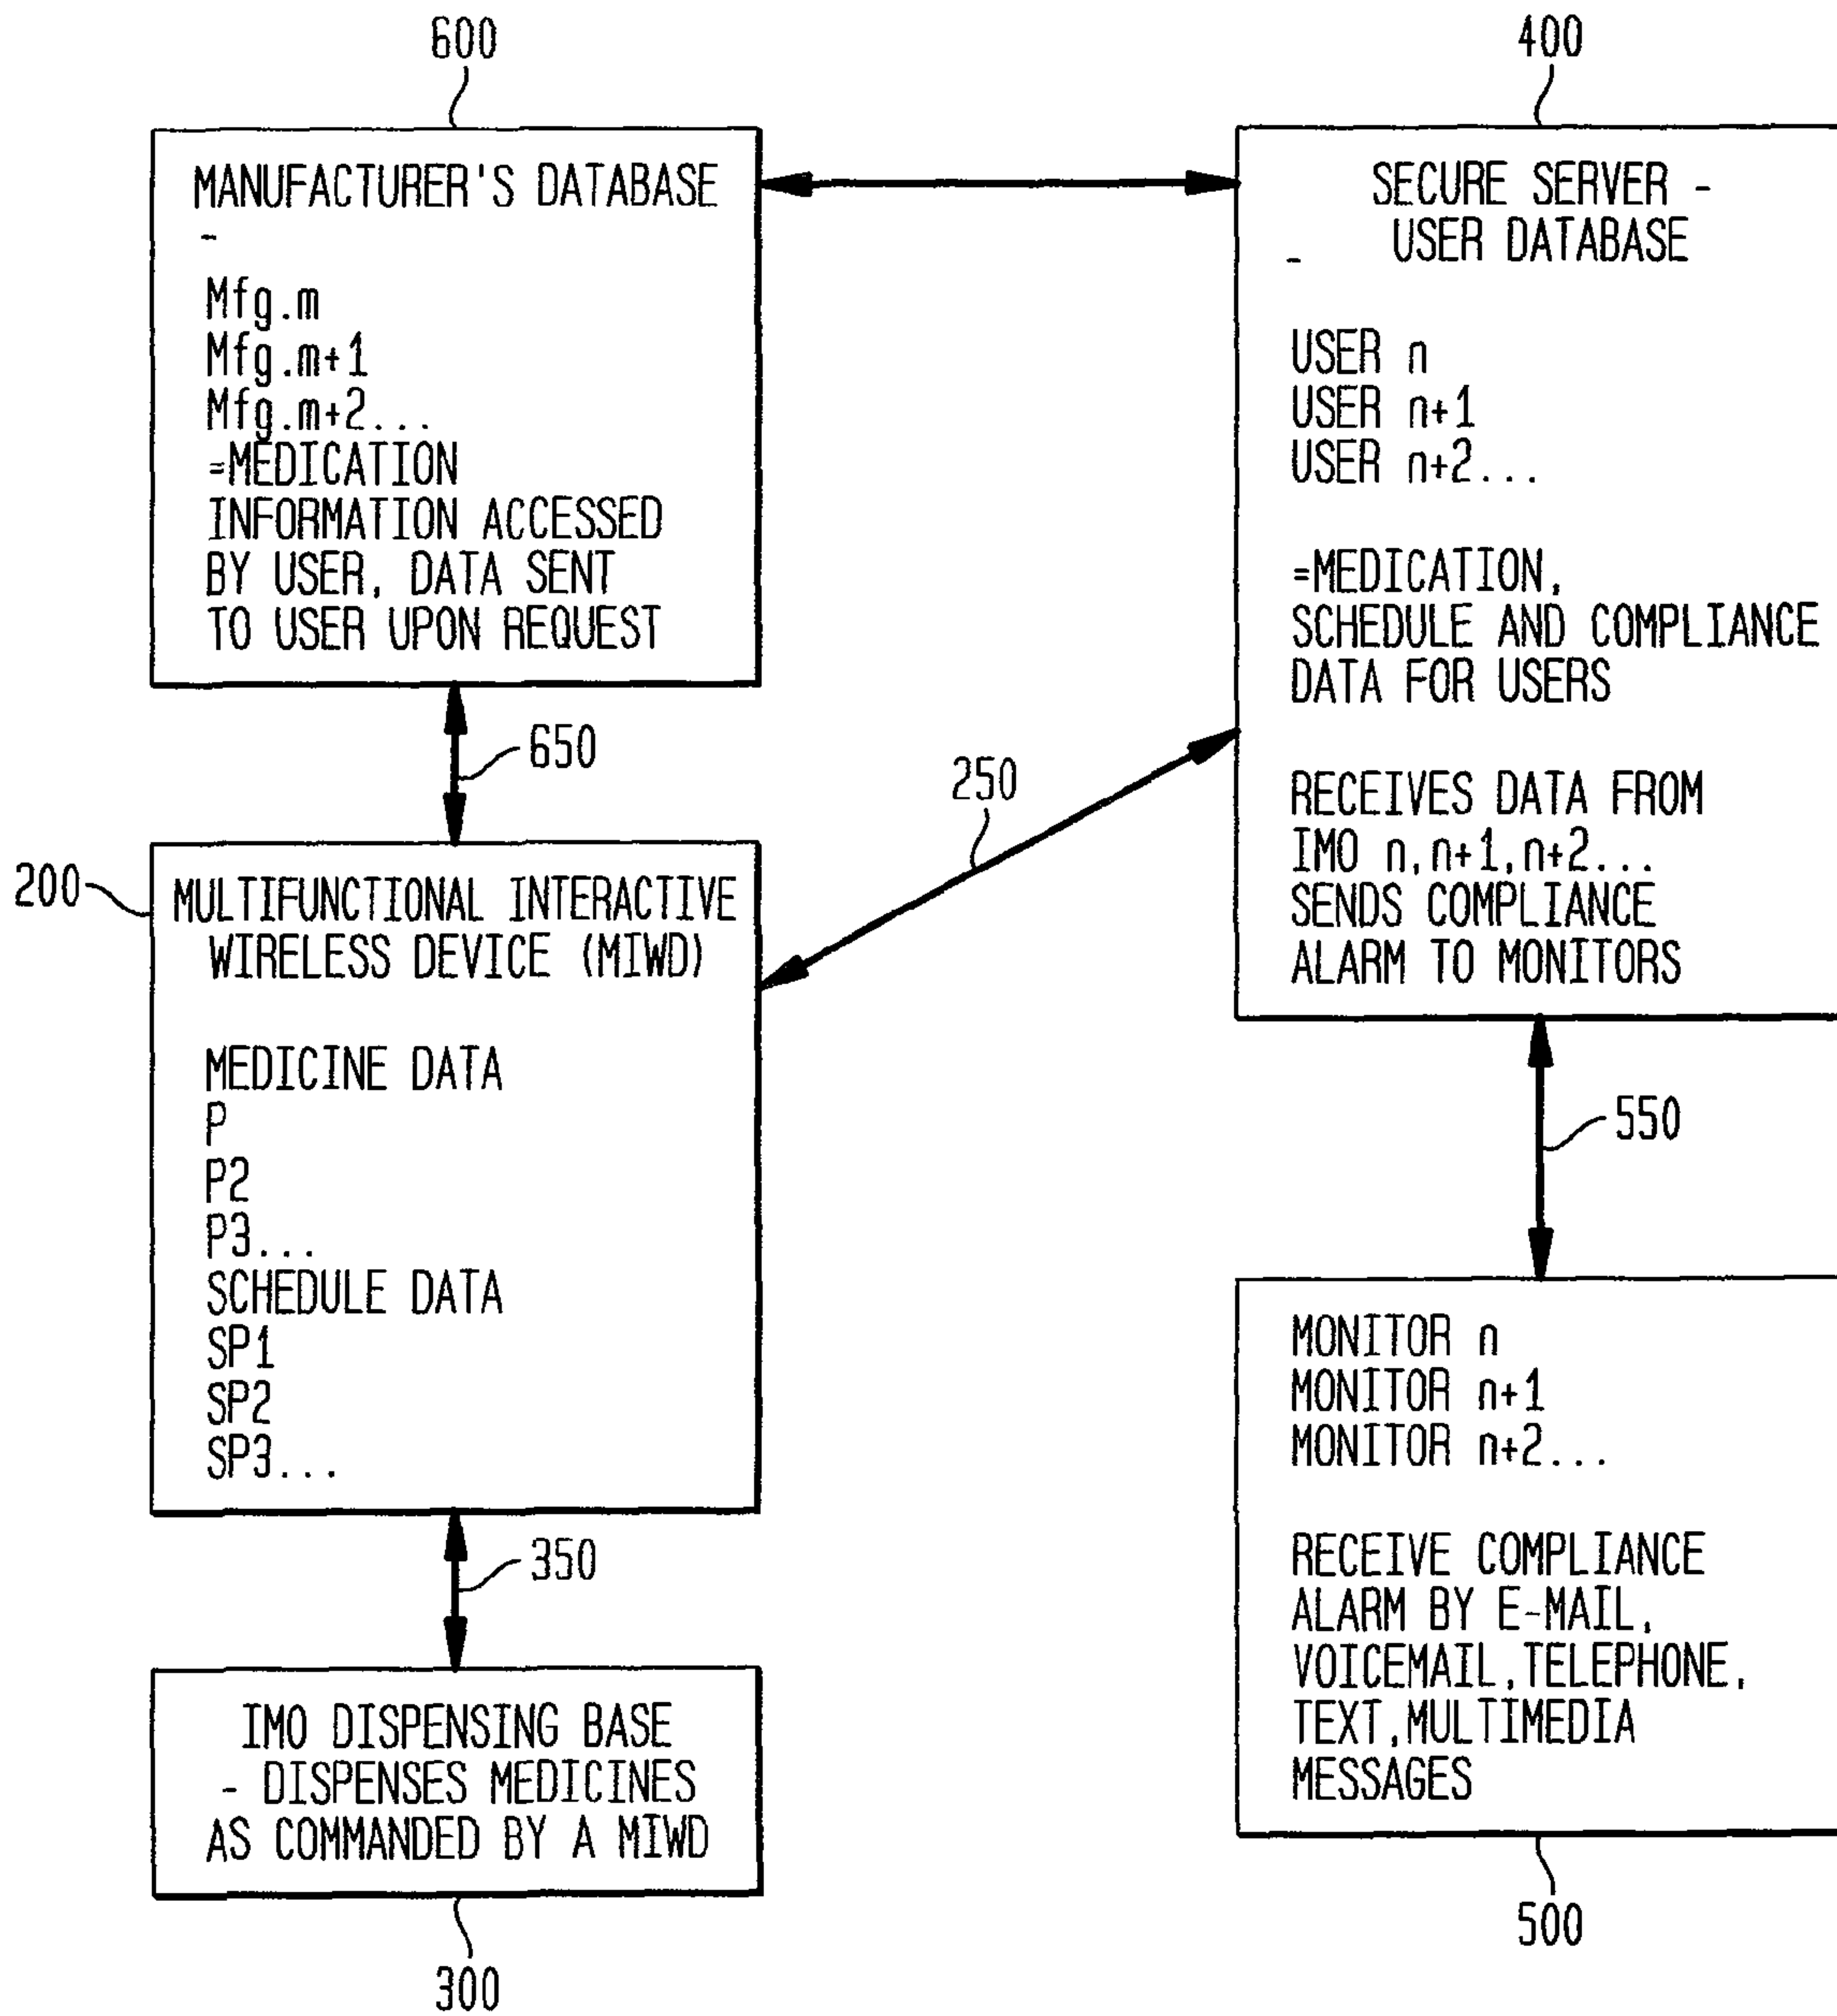 600
MANUFACTURER'S DATABASE
-
Mfg.m
Mfg.m+1
Mfg.m+2...
=MEDICATION
INFORMATION ACCESSED
BY USER, DATA SENT
TO USER UPON REQUEST
650
400
SECURE SERVER -
- USER DATABASE
USER n
USER n+1
USER n+2...
=MEDICATION,
SCHEDULE AND COMPLIANCE
DATA FOR USERS
RECEIVES DATA FROM
IMO n,n+1,n+2...
SENDS COMPLIANCE
ALARM TO MONITORS
250
200
MULTIFUNCTIONAL INTERACTIVE
WIRELESS DEVICE (MIWD)
MEDICINE DATA
P
P2
P3...
SCHEDULE DATA
SP1
SP2
SP3...
350
550
IMO DISPENSING BASE
- DISPENSES MEDICINES
AS COMMANDED BY A MIWD
300
MONITOR n
MONITOR n+1
MONITOR n+2...
RECEIVE COMPLIANCE
ALARM BY E-MAIL,
VOICEMAIL,TELEPHONE,
TEXT,MULTIMEDIA
MESSAGES
500